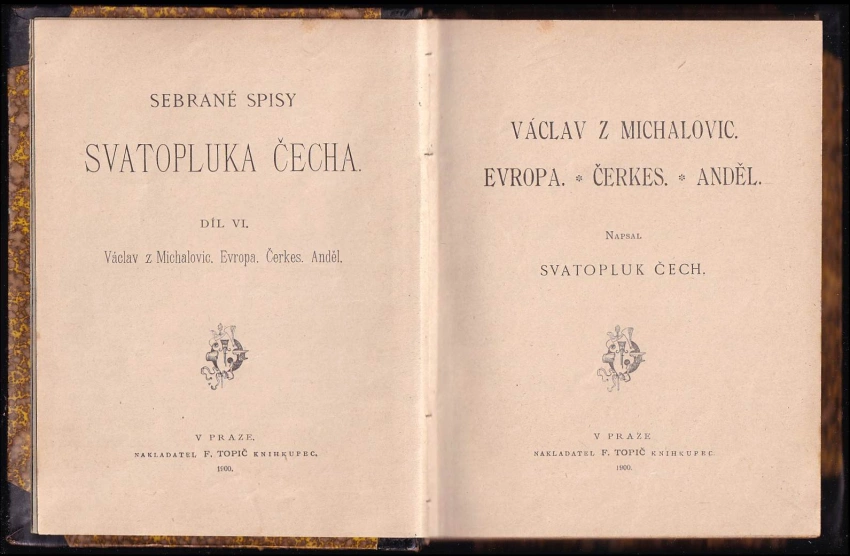 SEBRANÉ SPISY
SVATOPLUKA ČECHA.
DÍL VI.
Václav z Michalovic. Evropa. Čerkes. Anděl.
V PRAZE.
NAKLADATEL F. TOPIČ KNIHKUPEC.
1900.
VÁCLAV Z MICHALOVIC.
EVROPA. * ČERKES. * ANDĚL.
NAPSAL
SVATOPLUK ČECH.
V PRAZE
NAKLADATEL F. TOPIČ KNIHKUPEC
1900.